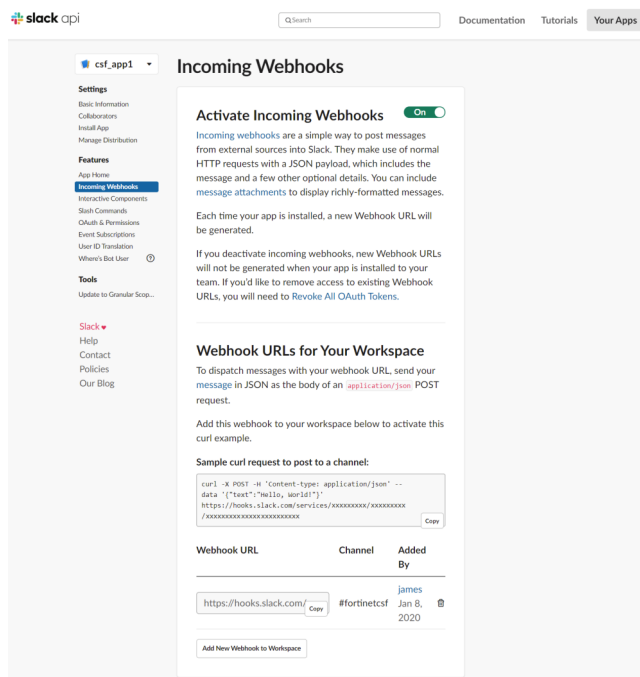 slack api
Search
Documentation
Tutorials
Your Apps
csf_app1
Settings
Basic Information
Collaborators
Install App
Manage Distribution
Features
App Home
Incoming Webhooks
Interactive Components
Slash Commands
OAuth & Permissions
Event Subscriptions
User ID Translation
Where's Bot User ?
Tools
Update to Granular Scop...
Slack ♥
Help
Contact
Policies
Our Blog
Incoming Webhooks
Activate Incoming Webhooks
On
Incoming webhooks are a simple way to post messages
from external sources into Slack. They make use of normal
HTTP requests with a JSON payload, which includes the
message and a few other optional details. You can include
message attachments to display richly-formatted messages.
Each time your app is installed, a new Webhook URL will
be generated.
If you deactivate incoming webhooks, new Webhook URLs
will not be generated when your app is installed to your
team. If you'd like to remove access to existing Webhook
URLs, you will need to Revoke All OAuth Tokens.
Webhook URLs for Your Workspace
To dispatch messages with your webhook URL, send your
message in JSON as the body of an application/json POST
request.
Add this webhook to your workspace below to activate this
curl example.
Sample curl request to post to a channel:
curl -X POST -H 'Content-type: application/json' --
data '{"text":"Hello, World!"}'
https://hooks.slack.com/services/xxxxxxxxx/xxxxxxxxx
/xxxxxxxxxxxxxxxxxxxxxxxx
Copy
Webhook URL
Channel
Added
By
https://hooks.slack.com/
Copy
#fortinetcsf
james
Jan 8,
2020
Add New Webhook to Workspace